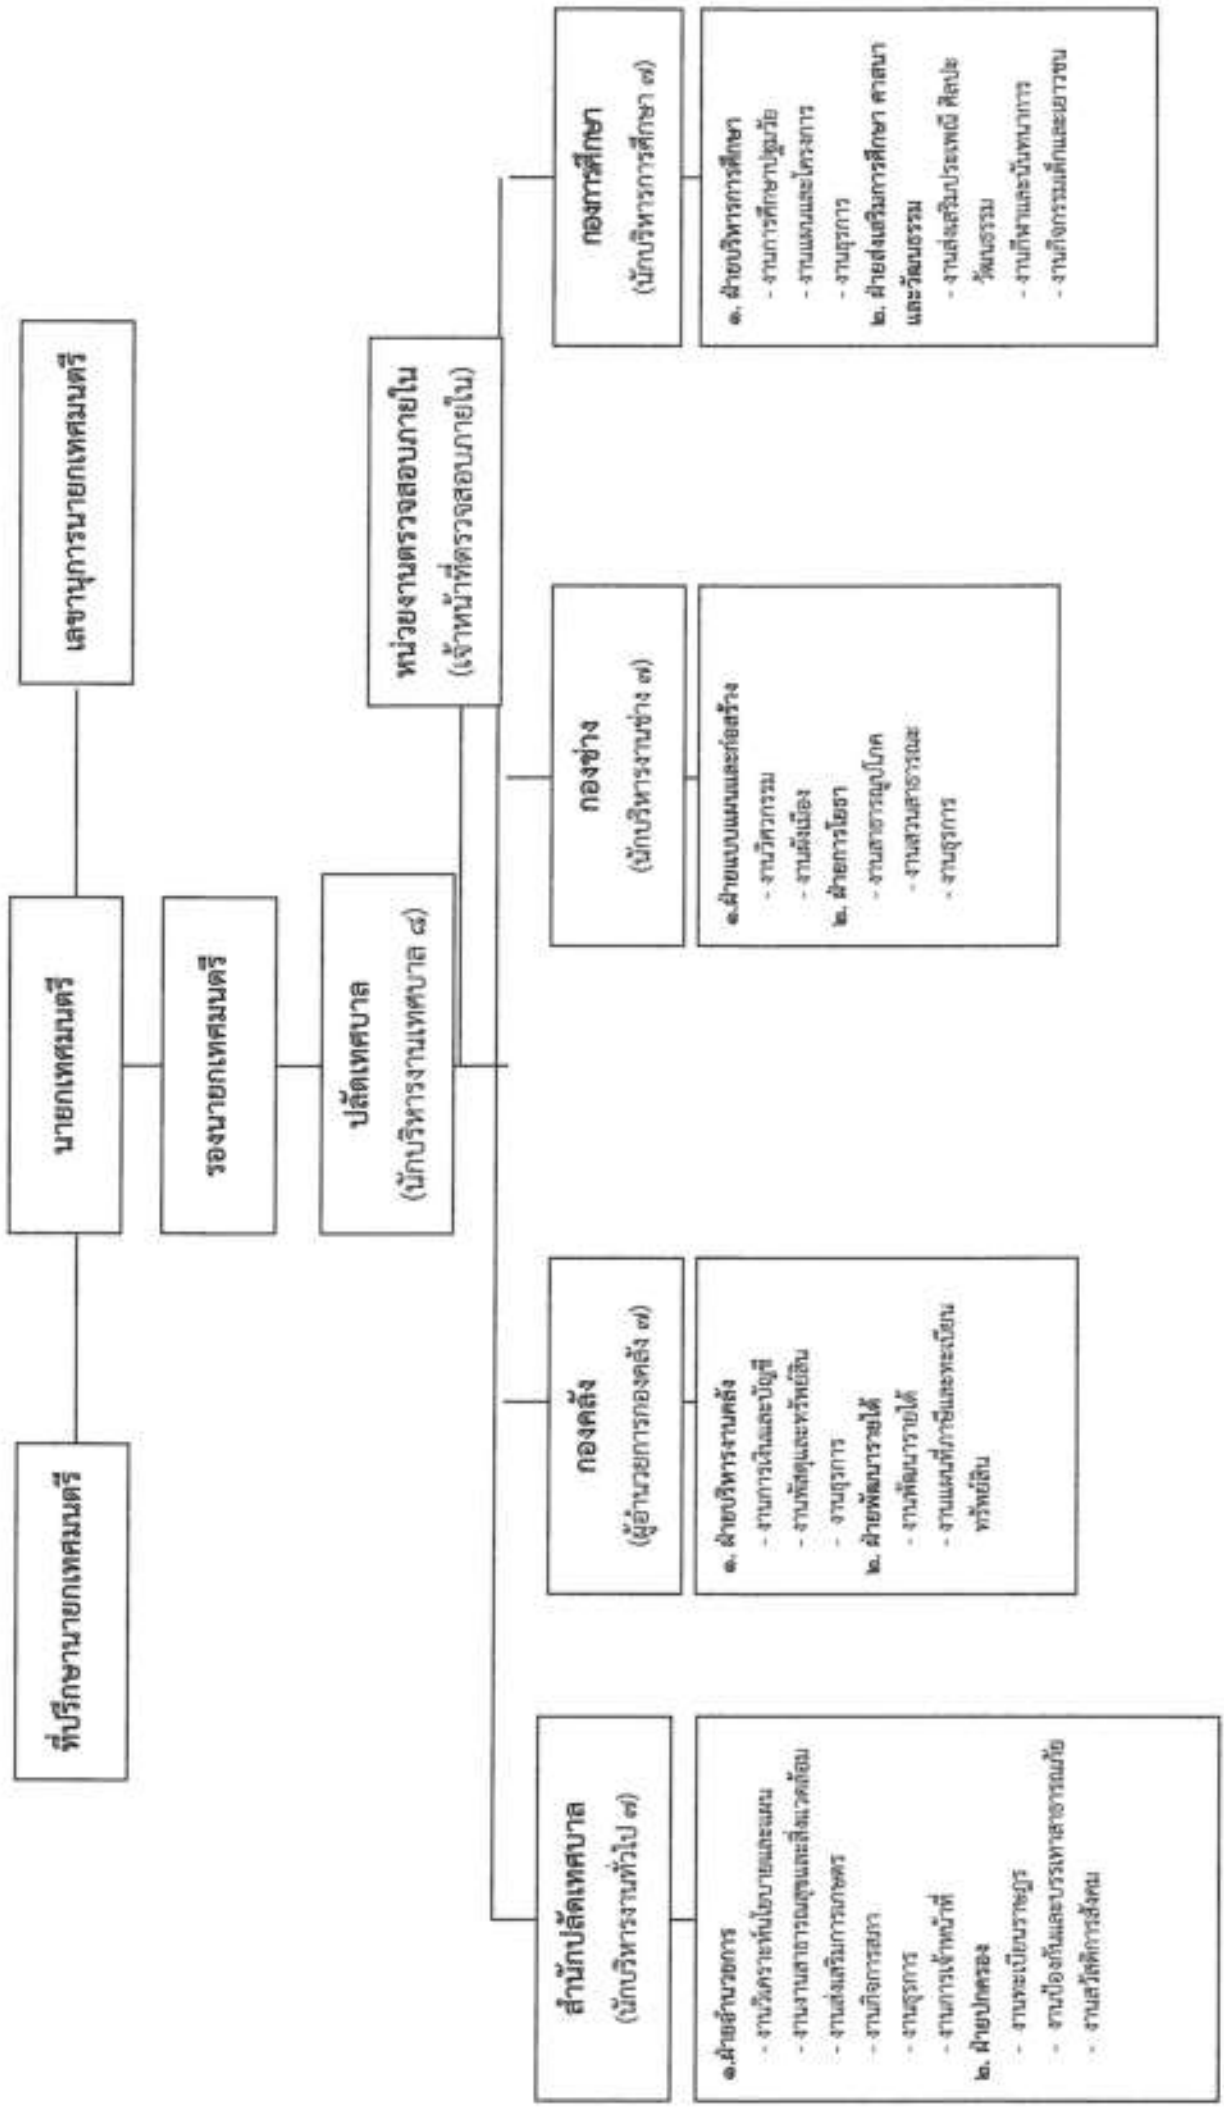 ที่ปรึกษานายกเทศมนตรี
นายกเทศมนตรี
เลขานุการนายกเทศมนตรี
รองนายกเทศมนตรี
ปลัดเทศบาล
(นักบริหารงานเทศบาล ๘)
หน่วยงานตรวจสอบภายใน
(เจ้าหน้าที่ตรวจสอบภายใน)
สำนักปลัดเทศบาล
(นักบริหารงานทั่วไป ๗)
๑.ฝ่ายอำนวยการ
- งานวิเคราะห์นโยบายและแผน
- งานงานสาธารณสุขและสิ่งแวดล้อม
- งานส่งเสริมการเกษตร
- งานกิจการสภา
- งานธุรการ
- งานการเจ้าหน้าที่
๒. ฝ่ายปกครอง
- งานทะเบียนราษฎร
- งานป้องกันและบรรเทาสาธารณภัย
- งานสวัสดิการสังคม
กองคลัง
(ผู้อำนวยการกองคลัง ๗)
๑. ฝ่ายบริหารงานคลัง
- งานการเงินและบัญชี
- งานพัสดุและทรัพย์สิน
- งานธุรการ
๒. ฝ่ายพัฒนารายได้
- งานพัฒนารายได้
- งานแผนที่ภาษีและทะเบียน
ทรัพย์สิน
กองช่าง
(นักบริหารงานช่าง ๗)
๑.ฝ่ายแบบแผนและก่อสร้าง
- งานวิศวกรรม
- งานผังเมือง
๒. ฝ่ายการโยธา
- งานสาธารณูปโภค
- งานสวนสาธารณะ
- งานธุรการ
กองการศึกษา
(นักบริหารการศึกษา ๗)
๑. ฝ่ายบริหารการศึกษา
- งานการศึกษาปฐมวัย
- งานแผนและโครงการ
- งานธุรการ
๒. ฝ่ายส่งเสริมการศึกษา ศาสนา
และวัฒนธรรม
- งานส่งเสริมประเพณี ศิลปะ
วัฒนธรรม
- งานกีฬาและนันทนาการ
- งานกิจกรรมเด็กและเยาวชน